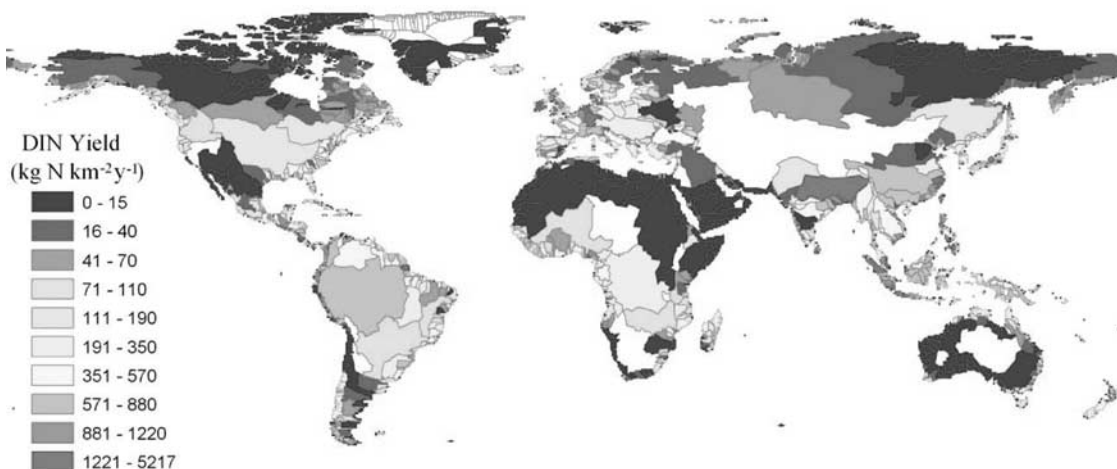 DIN Yield
(kg N km⁻²y⁻¹)
0 - 15
16 - 40
41 - 70
71 - 110
111 - 190
191 - 350
351 - 570
571 - 880
881 - 1220
1221 - 5217